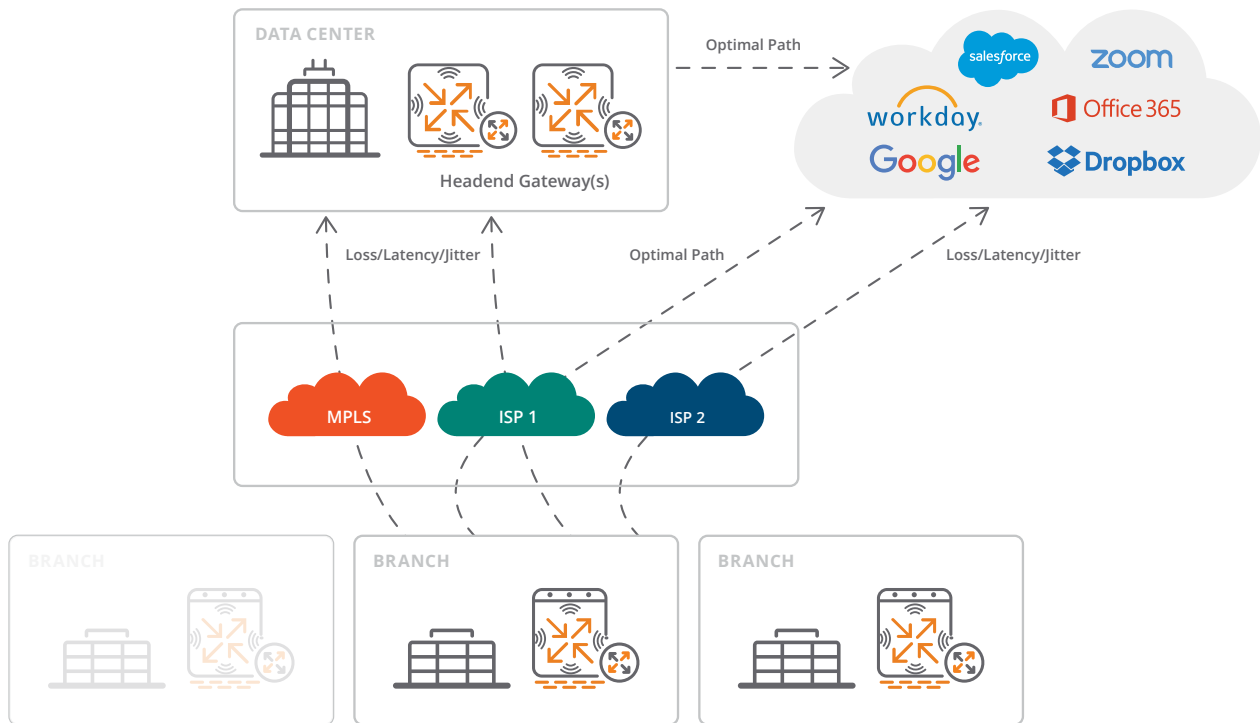 DATA CENTER
Headend Gateway(s)
Optimal Path
salesforce
zoom
workday®
Office 365
Google
Dropbox
Loss/Latency/Jitter
Optimal Path
Loss/Latency/Jitter
MPLS
ISP 1
ISP 2
BRANCH
BRANCH
BRANCH